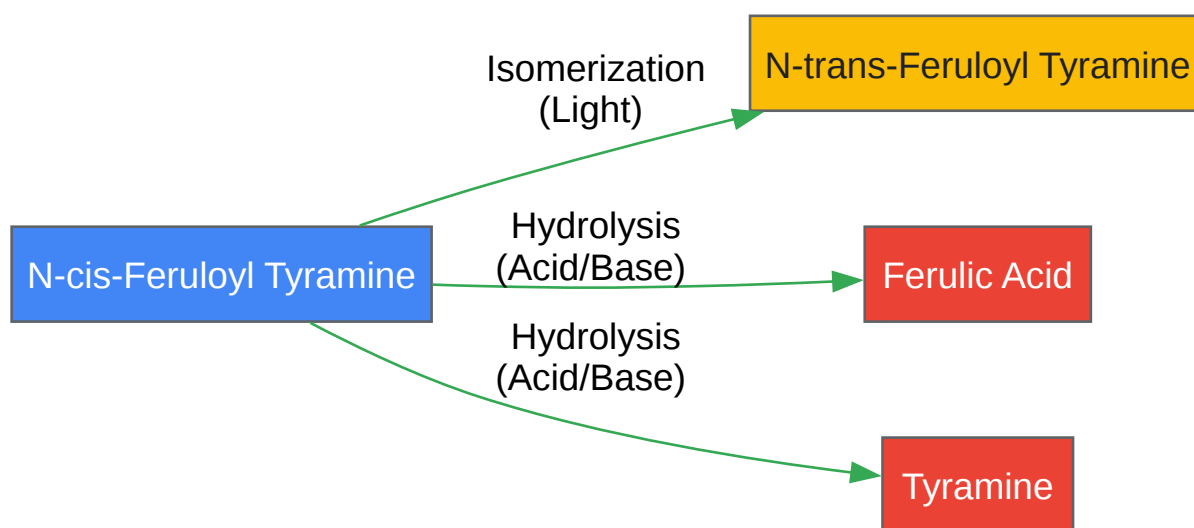 Isomerization
(Light)
N-trans-Feruloyl Tyramine
N-cis-Feruloyl Tyramine
Hydrolysis
(Acid/Base)
Ferulic Acid
Hydrolysis
(Acid/Base)
Tyramine